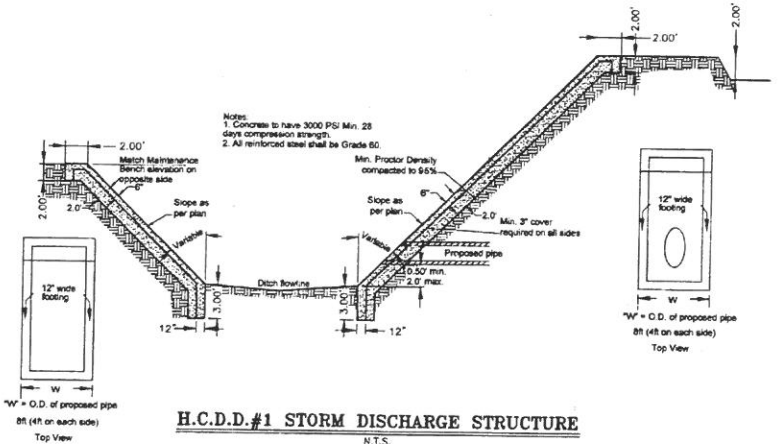 2.00'
2.00'
2.00'
Notes:
1. Concrete to have 3000 PSI Min. 28
days compression strength.
2. All reinforced steel shall be Grade 60.
2.00'
Match Maintenance
Bench elevation on
opposite side
6"
2.00'
2.0'
Slope as
per plan
Variable
Min. Proctor Density
compacted to 95%
6"
Slope as
per plan
2.0'
Min. 3" cover
required on all sides
Variable
Proposed pipe
0.50' min.
2.0' max.
12" wide
footing
W
"W" = O.D. of proposed pipe
8ft (4ft on each side)
Top View
12" wide
footing
W
"W" = O.D. of proposed pipe
8ft (4ft on each side)
Top View
Ditch flowline
3.00'
3.00'
12"
12"
H.C.D.D.#1 STORM DISCHARGE STRUCTURE
N.T.S.